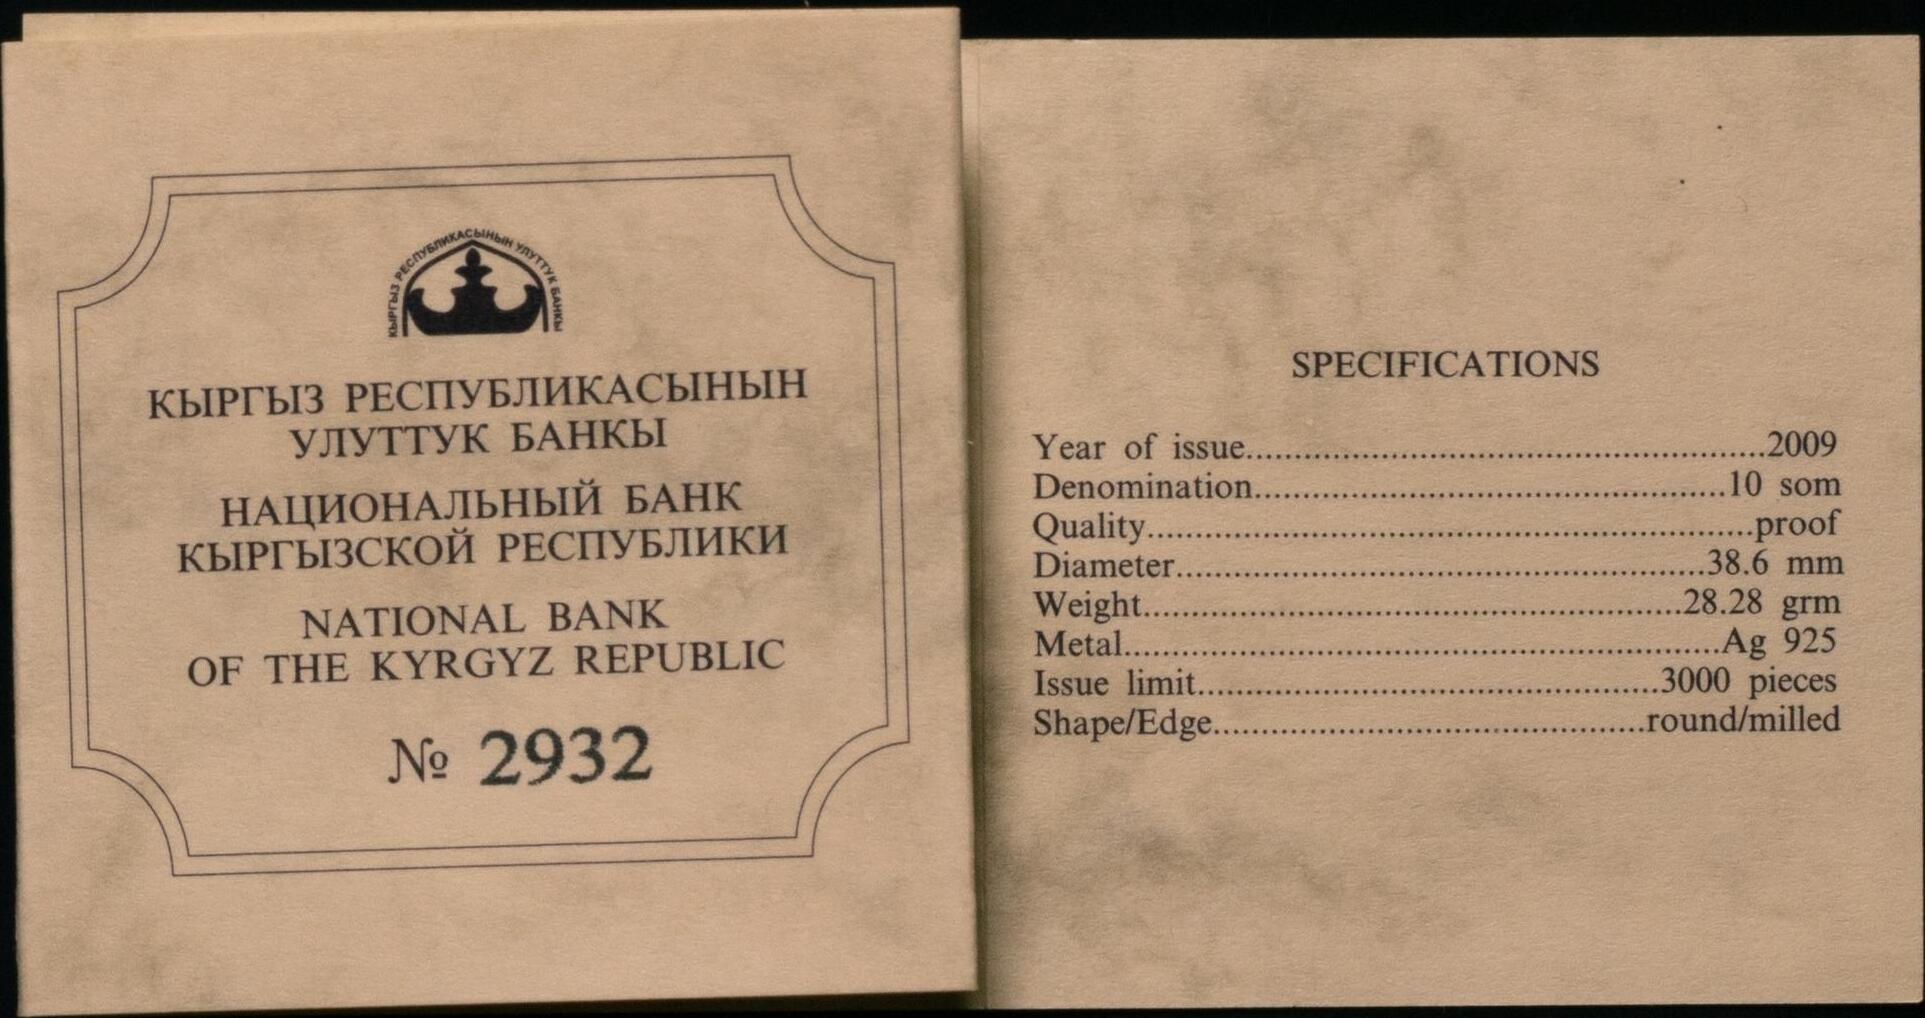 КЫРГЫЗ РЕСПУБЛИКАСЫНЫН УЛУТТУК БАНКЫ
КЫРГЫЗ РЕСПУБЛИКАСЫНЫН
УЛУТТУК БАНКЫ
НАЦИОНАЛЬНЫЙ БАНК
КЫРГЫЗСКОЙ РЕСПУБЛИКИ
NATIONAL BANK
OF THE KYRGYZ REPUBLIC
№ 2932
SPECIFICATIONS
Year of issue.....................................................2009
Denomination................................................10 som
Quality..............................................................proof
Diameter......................................................38.6 mm
Weight.......................................................28.28 grm
Metal.............................................................Ag 925
Issue limit...............................................3000 pieces
Shape/Edge............................................round/milled